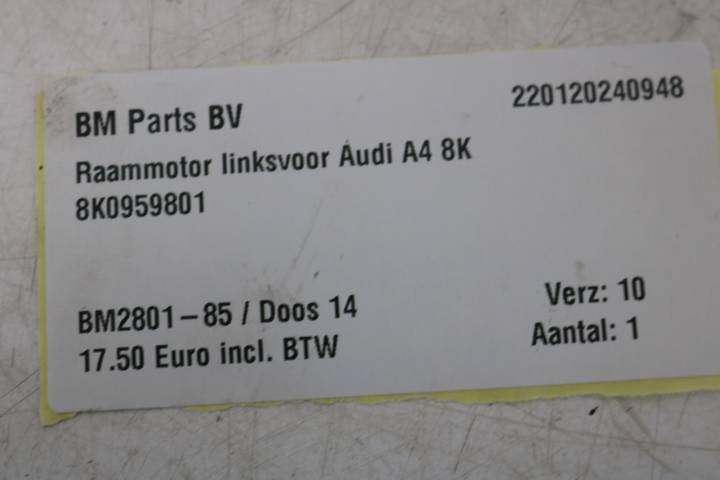 BM Parts BV
220120240948
Raammotor linksvoor Audi A4 8K
8K0959801
BM2801-85 / Doos 14
Verz: 10
17.50 Euro incl. BTW
Aantal: 1